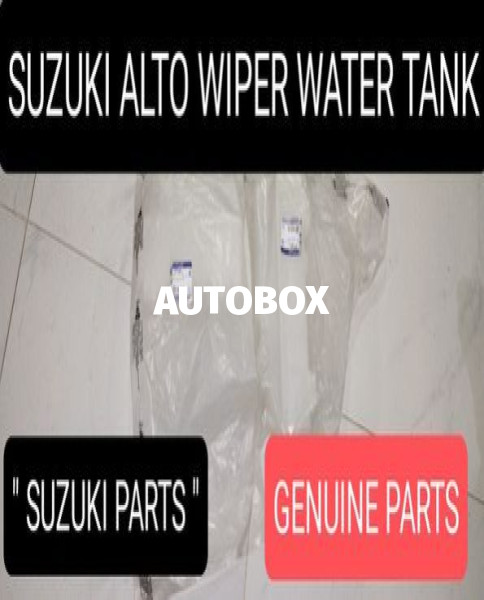 SUZUKI ALTO WIPER WATER TANK
AUTOBOX
" SUZUKI PARTS "
GENUINE PARTS